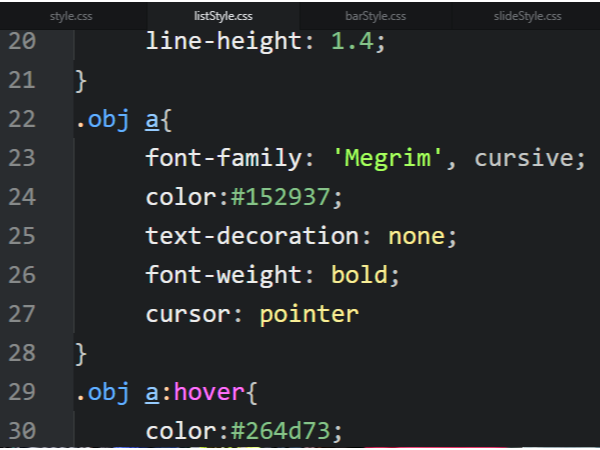 style.css listStyle.css barStyle.css slideStyle.css
20 line-height: 1.4;
21 }
22 .obj a{
23 font-family: 'Megrim', cursive;
24 color:#152937;
25 text-decoration: none;
26 font-weight: bold;
27 cursor: pointer
28 }
29 .obj a:hover{
30 color:#264d73;